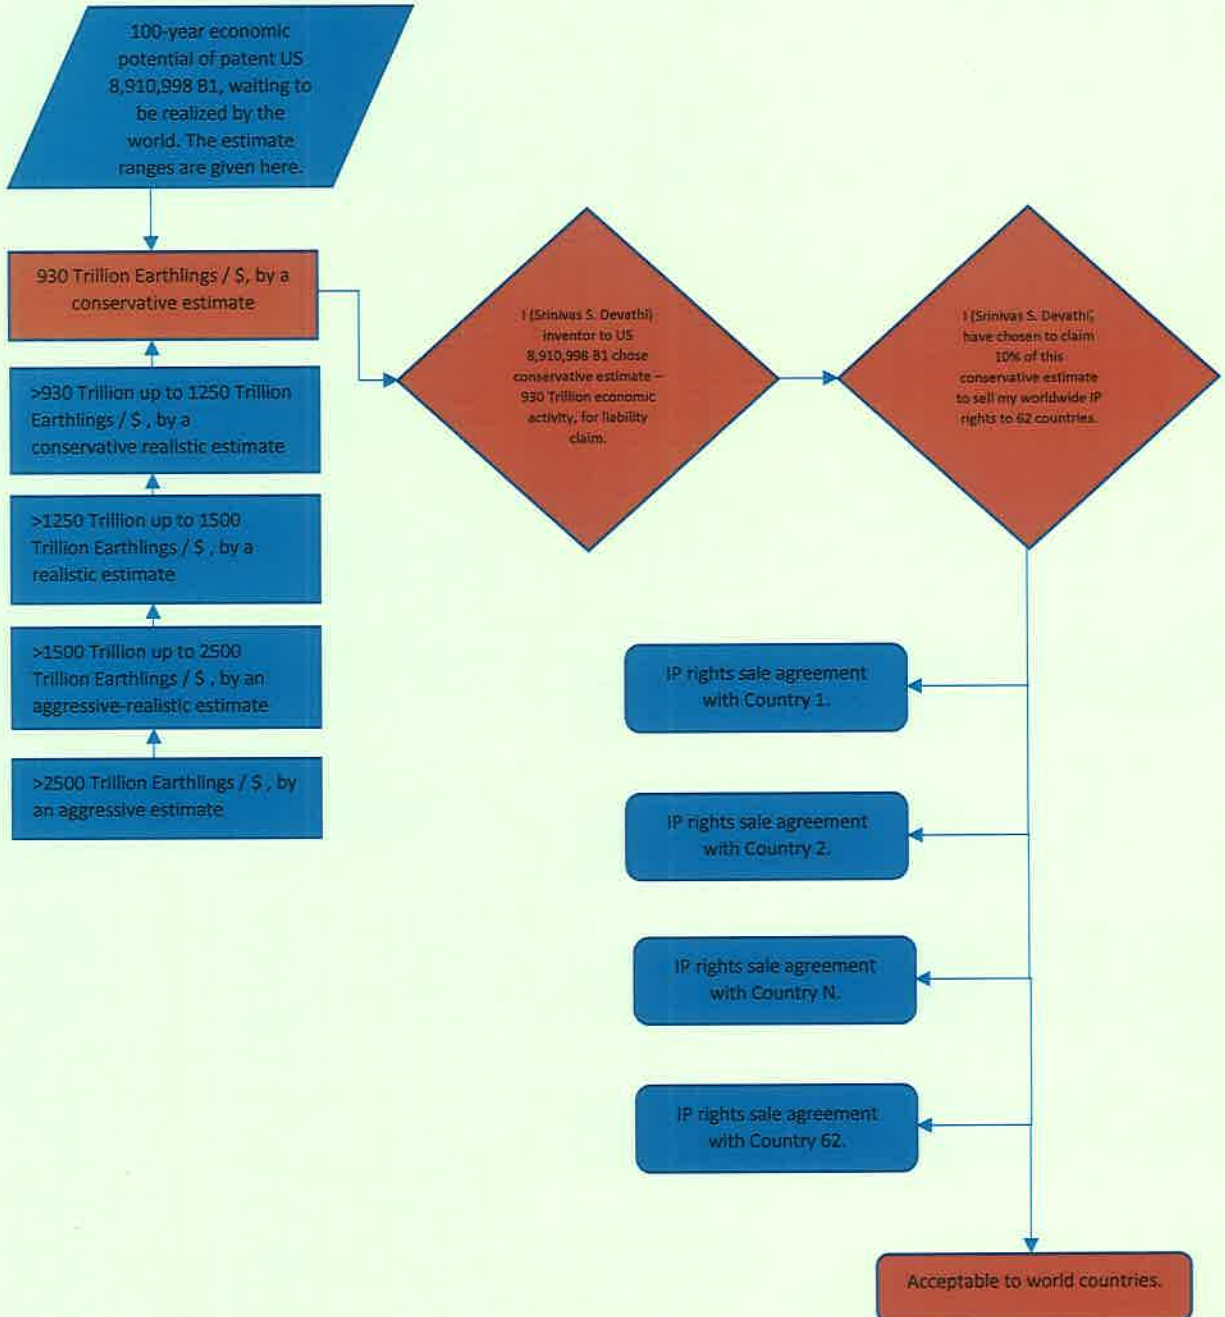 100-year economic
potential of patent US
8,910,998 B1, waiting to
be realized by the
world. The estimate
ranges are given here.
930 Trillion Earthlings / $, by a
conservative estimate
>930 Trillion up to 1250 Trillion
Earthlings / $ , by a
conservative realistic estimate
>1250 Trillion up to 1500
Trillion Earthlings / $ , by a
realistic estimate
>1500 Trillion up to 2500
Trillion Earthlings / $ , by an
aggressive-realistic estimate
>2500 Trillion Earthlings / $ , by
an aggressive estimate
I (Srinivas S. Devathi)
inventor to US
8,910,998 B1 chose
conservative estimate –
930 Trillion economic
activity, for liability
claim.
I (Srinivas S. Devathi)
have chosen to claim
10% of this
conservative estimate
to sell my worldwide IP
rights to 62 countries.
IP rights sale agreement
with Country 1.
IP rights sale agreement
with Country 2.
IP rights sale agreement
with Country N.
IP rights sale agreement
with Country 62.
Acceptable to world countries.